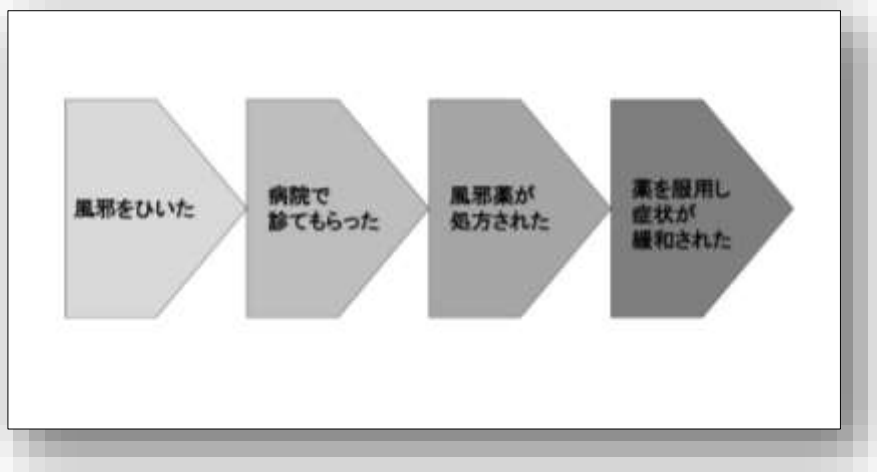 風邪をひいた
病院で
診てもらった
風邪薬が
処方された
薬を服用し
症状が
緩和された